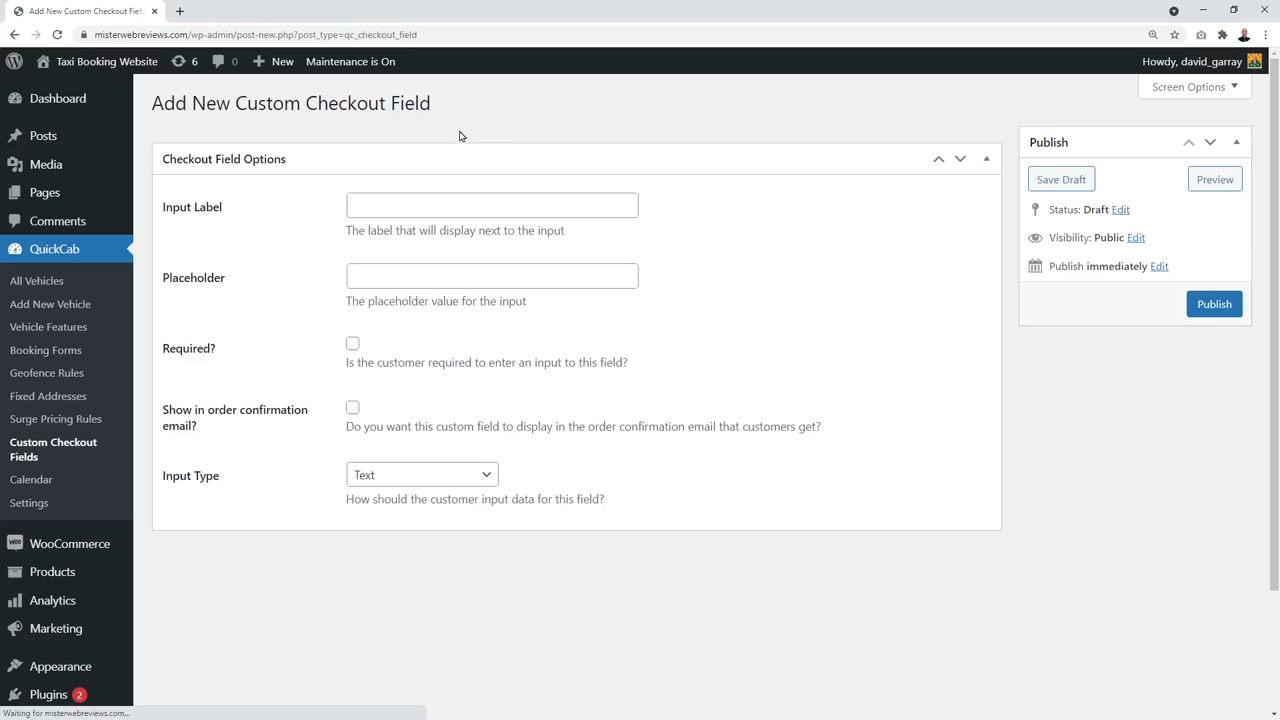 Add New Custom Checkout Field
misterwebreviews.com/wp-admin/post-new.php?post_type=qc_checkout_field
Taxi Booking Website
6
0
New
Maintenance is On
Howdy, david_garray
Screen Options
Dashboard
Posts
Media
Pages
Comments
QuickCab
All Vehicles
Add New Vehicle
Vehicle Features
Booking Forms
Geofence Rules
Fixed Addresses
Surge Pricing Rules
Custom Checkout
Fields
Calendar
Settings
WooCommerce
Products
Analytics
Marketing
Appearance
Plugins 2
Add New Custom Checkout Field
Checkout Field Options
Input Label
The label that will display next to the input
Placeholder
The placeholder value for the input
Required?
Is the customer required to enter an input to this field?
Show in order confirmation
email?
Do you want this custom field to display in the order confirmation email that customers get?
Input Type
Text
How should the customer input data for this field?
Publish
Save Draft
Preview
Status: Draft Edit
Visibility: Public Edit
Publish immediately Edit
Publish
Waiting for misterwebreviews.com...